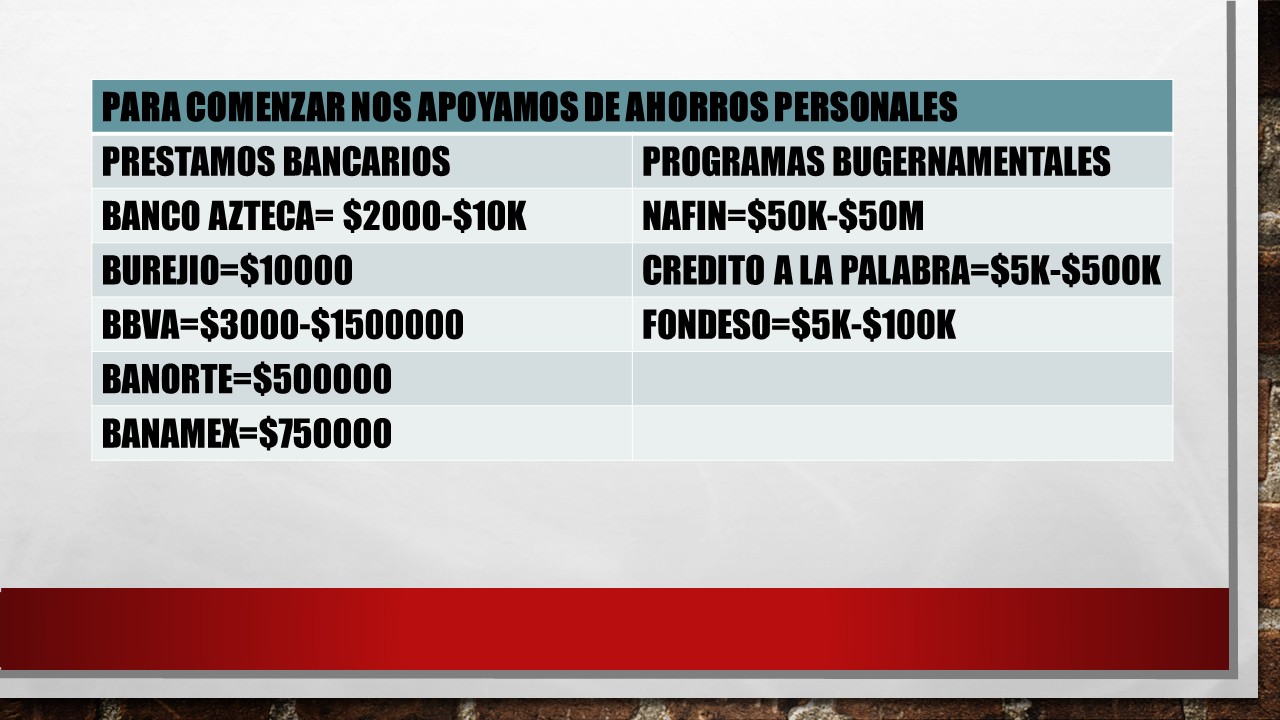 PARA COMENZAR NOS APOYAMOS DE AHORROS PERSONALES
PRESTAMOS BANCARIOS
PROGRAMAS BUGERNAMENTALES
BANCO AZTECA= $2000-$10K
NAFIN=$50K-$50M
BUREJIO=$10000
CREDITO A LA PALABRA=$5K-$500K
BBVA=$3000-$1500000
FONDESO=$5K-$100K
BANORTE=$500000
BANAMEX=$750000